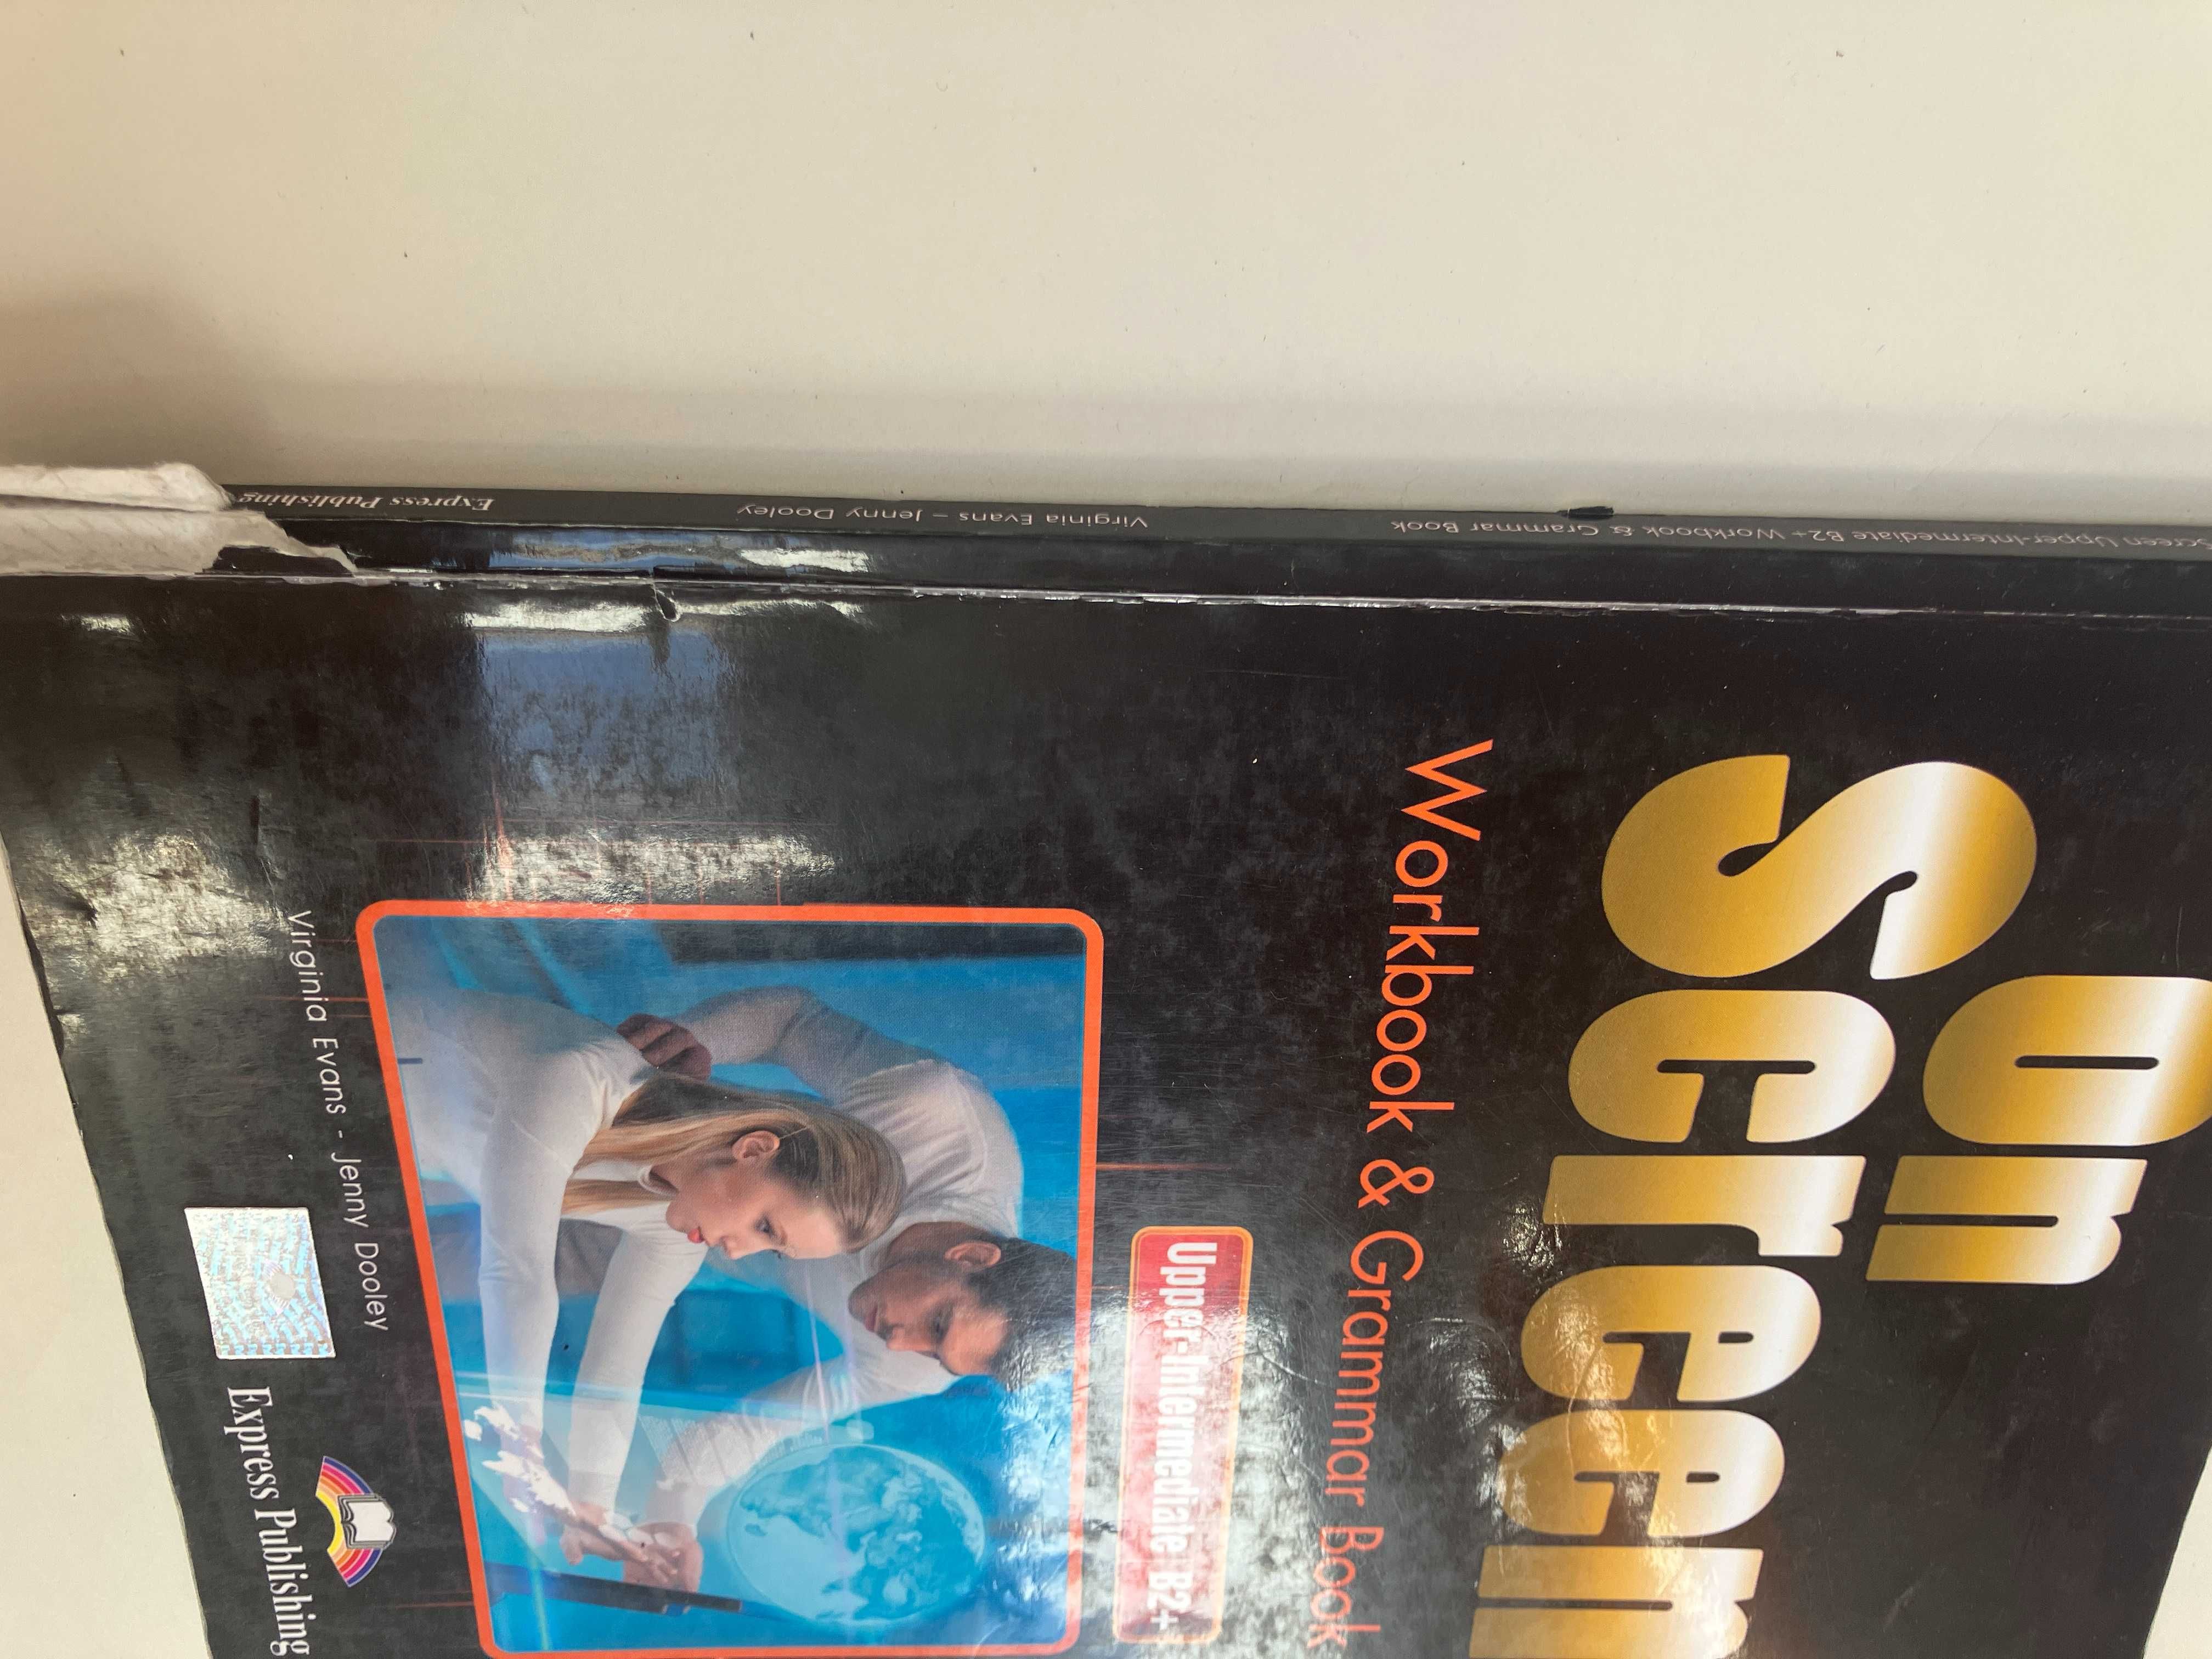 on
screen
Workbook & Grammar Book
Upper-Intermediate B2+
Virginia Evans - Jenny Dooley
Express Publishing
Screen Upper-Intermediate B2+ Workbook & Grammar Book
Virginia Evans – Jenny Dooley
Express Publishing